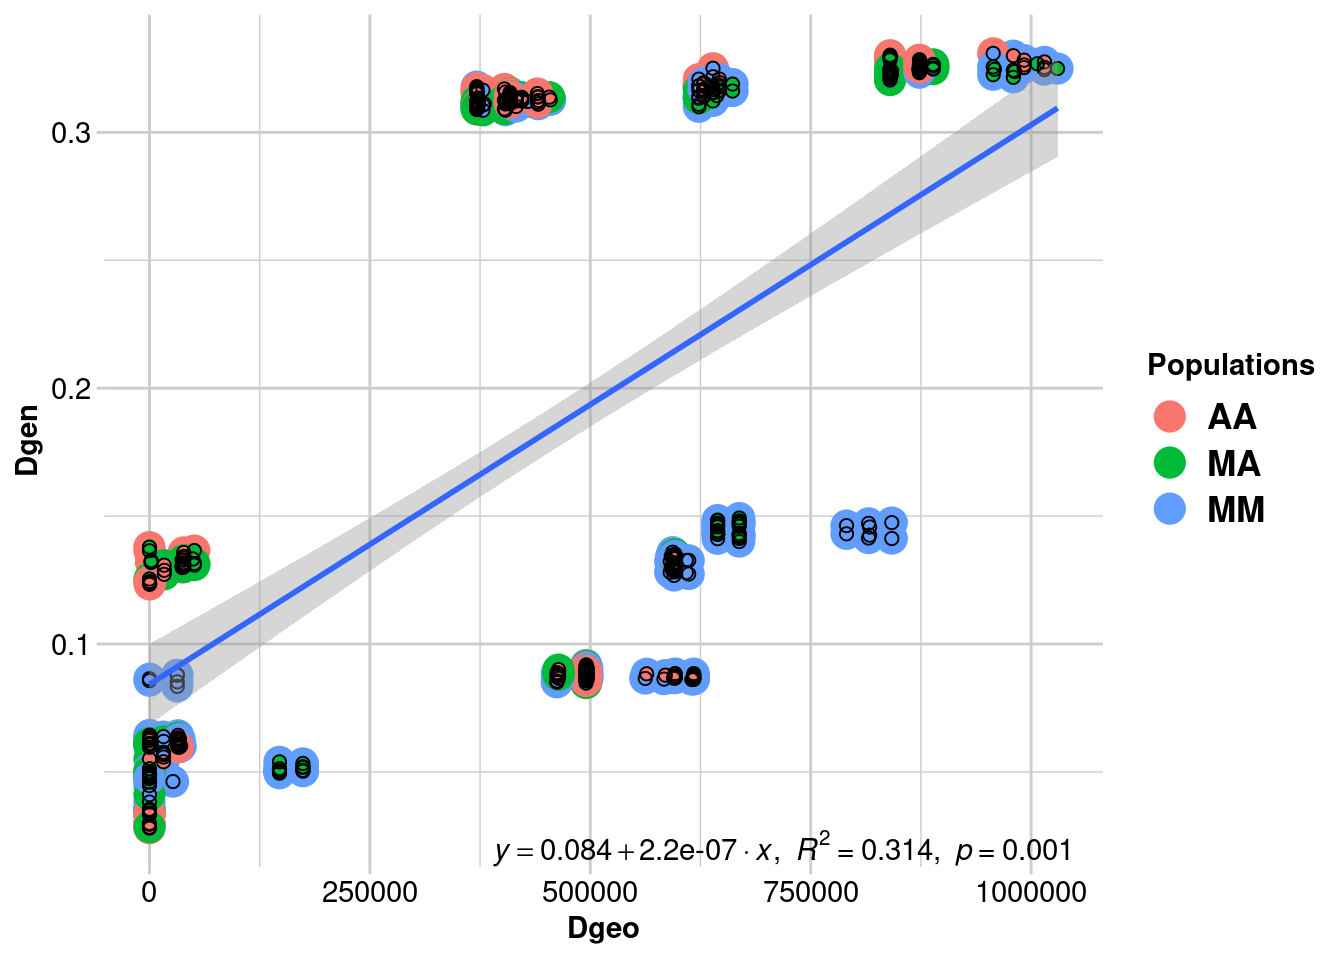 0.3
0.2
0.1
Dgen
y = 0.084 + 2.2e-07 · x, R² = 0.314, p = 0.001
0 250000 500000 750000 1000000
Dgeo
Populations
AA
MA
MM